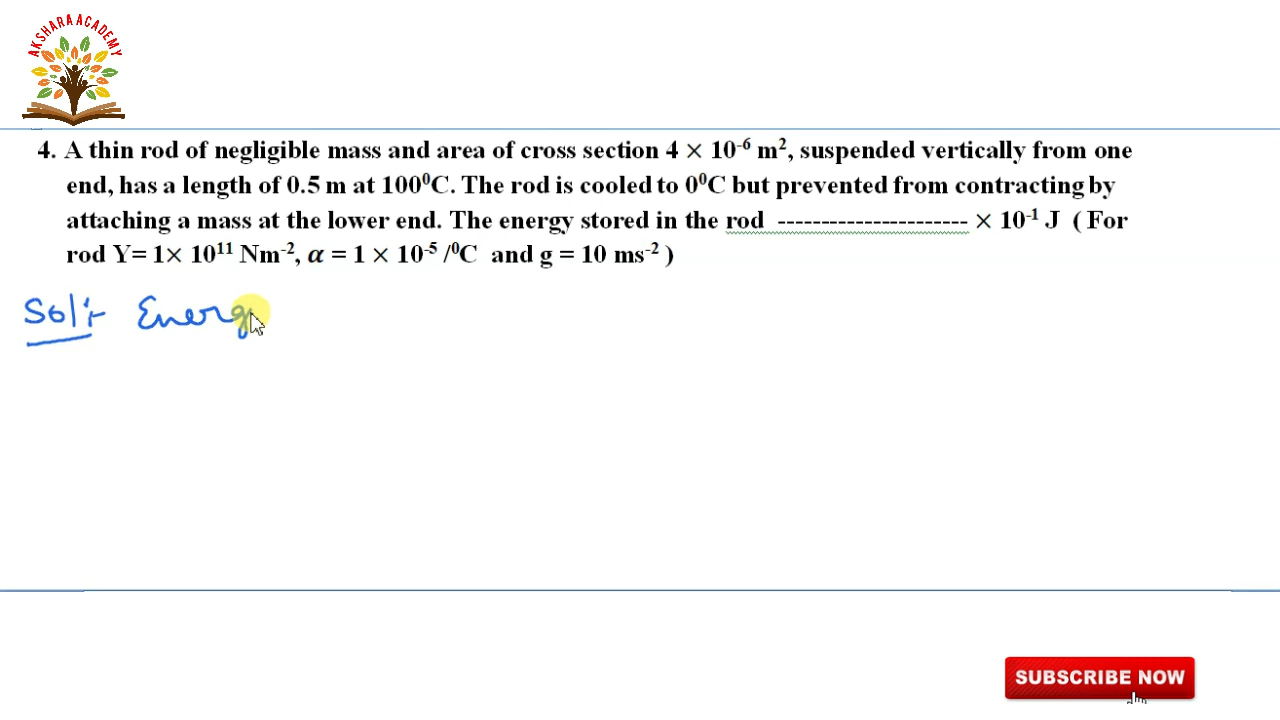 AKSHARA ACADEMY
4. A thin rod of negligible mass and area of cross section 4 × 10⁻⁶ m², suspended vertically from one
end, has a length of 0.5 m at 100⁰C. The rod is cooled to 0⁰C but prevented from contracting by
attaching a mass at the lower end. The energy stored in the rod ---------------------- × 10⁻¹ J ( For
rod Y= 1× 10¹¹ Nm⁻², α = 1 × 10⁻⁵ /⁰C and g = 10 ms⁻² )
Sol:- Energ
SUBSCRIBE NOW